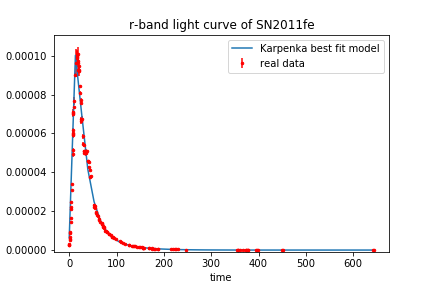 r-band light curve of SN2011fe
Karpenka best fit model
real data
0.00010
0.00008
0.00006
0.00004
0.00002
0.00000
0 100 200 300 400 500 600
time